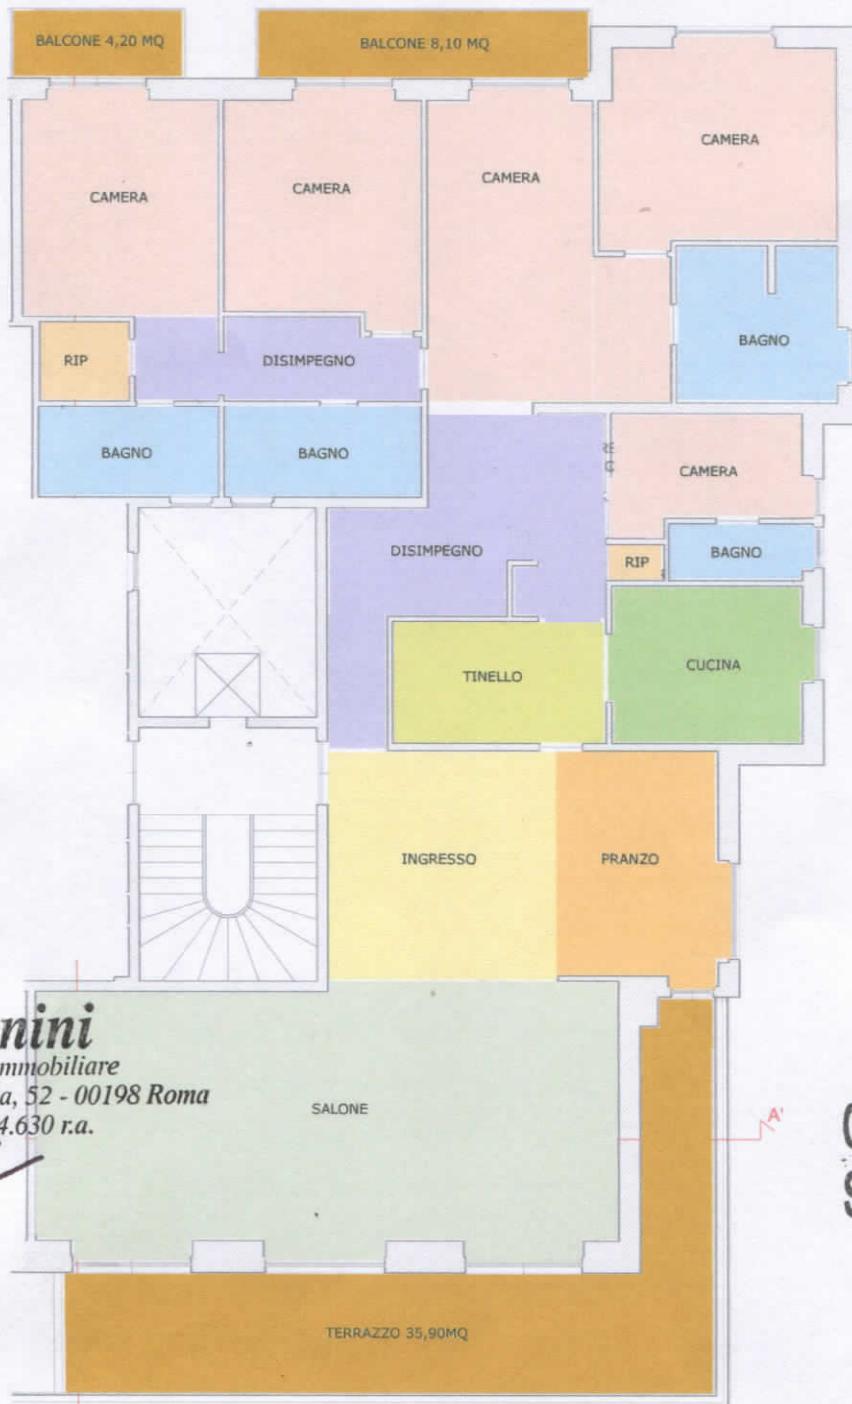 BALCONE 4,20 MQ
BALCONE 8,10 MQ
CAMERA
CAMERA
CAMERA
CAMERA
RIP
DISIMPEGNO
BAGNO
BAGNO
BAGNO
CAMERA
DISIMPEGNO
RIP
BAGNO
TINELLO
CUCINA
INGRESSO
PRANZO
nini
mmobiliare
a, 52 - 00198 Roma
4.630 r.a.
SALONE
A'
TERRAZZO 35,90MQ